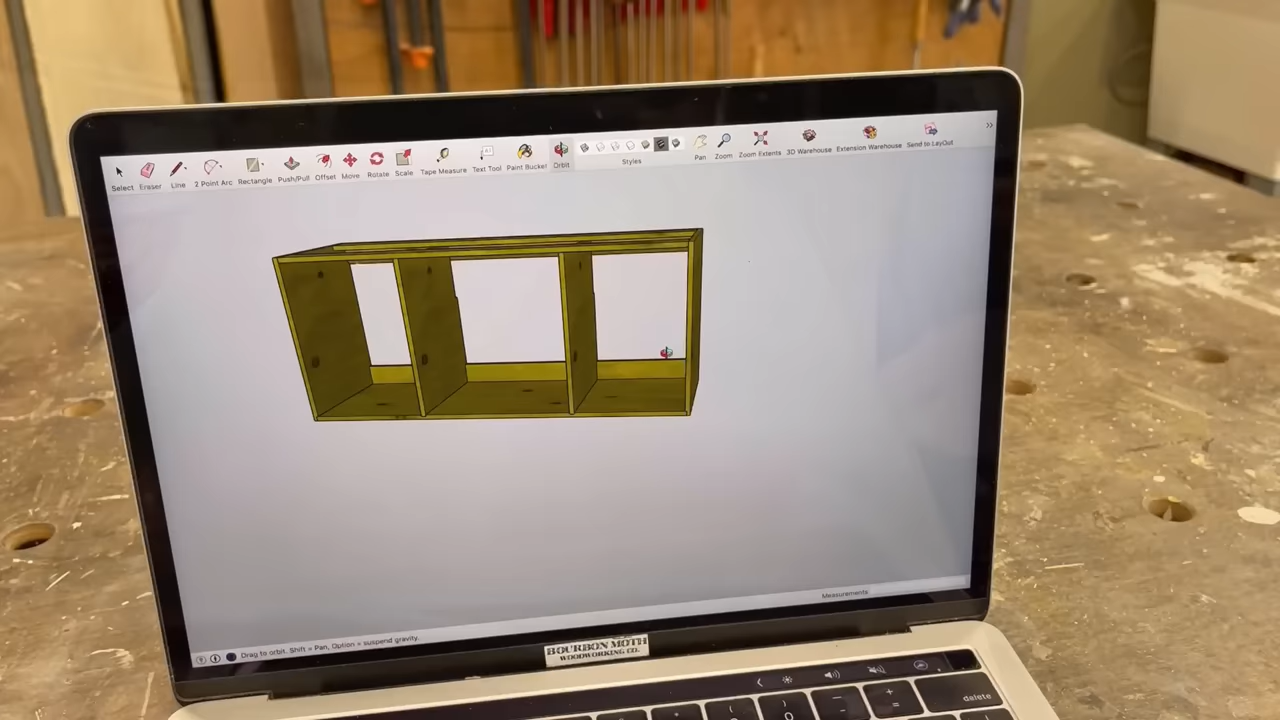 Select Eraser Line 2 Point Arc Rectangle Push/Pull Offset Move Rotate Scale Tape Measure Text Tool Paint Bucket Orbit Styles Pan Zoom Zoom Extents 3D Warehouse Extension Warehouse Send to LayOut
Measurements
Drag to orbit. Shift = Pan, Option = suspend gravity.
BOURBON MOTH
WOODWORKING CO.
delete